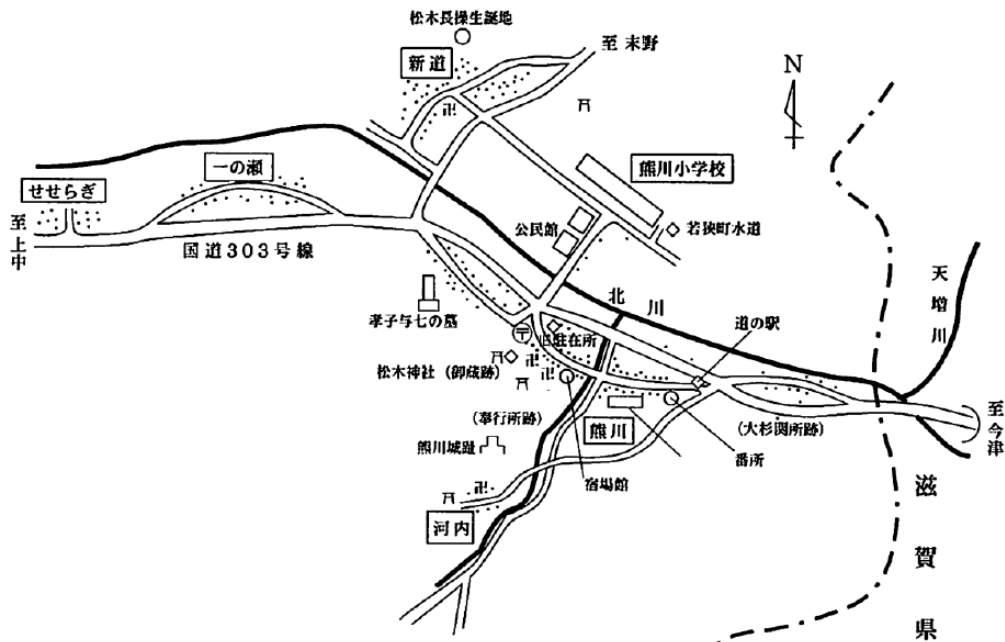 松木長操生誕地
至末野
新道
N
一の瀬
熊川小学校
せせらぎ
至上中
国道303号線
公民館
若狭町水道
天増川
孝子与七の墓
北川
道の駅
旧駐在所
松木神社(御蔵跡)
至今津
(奉行所跡)
熊川
(大杉関所跡)
熊川城趾
番所
宿場館
河内
滋賀県